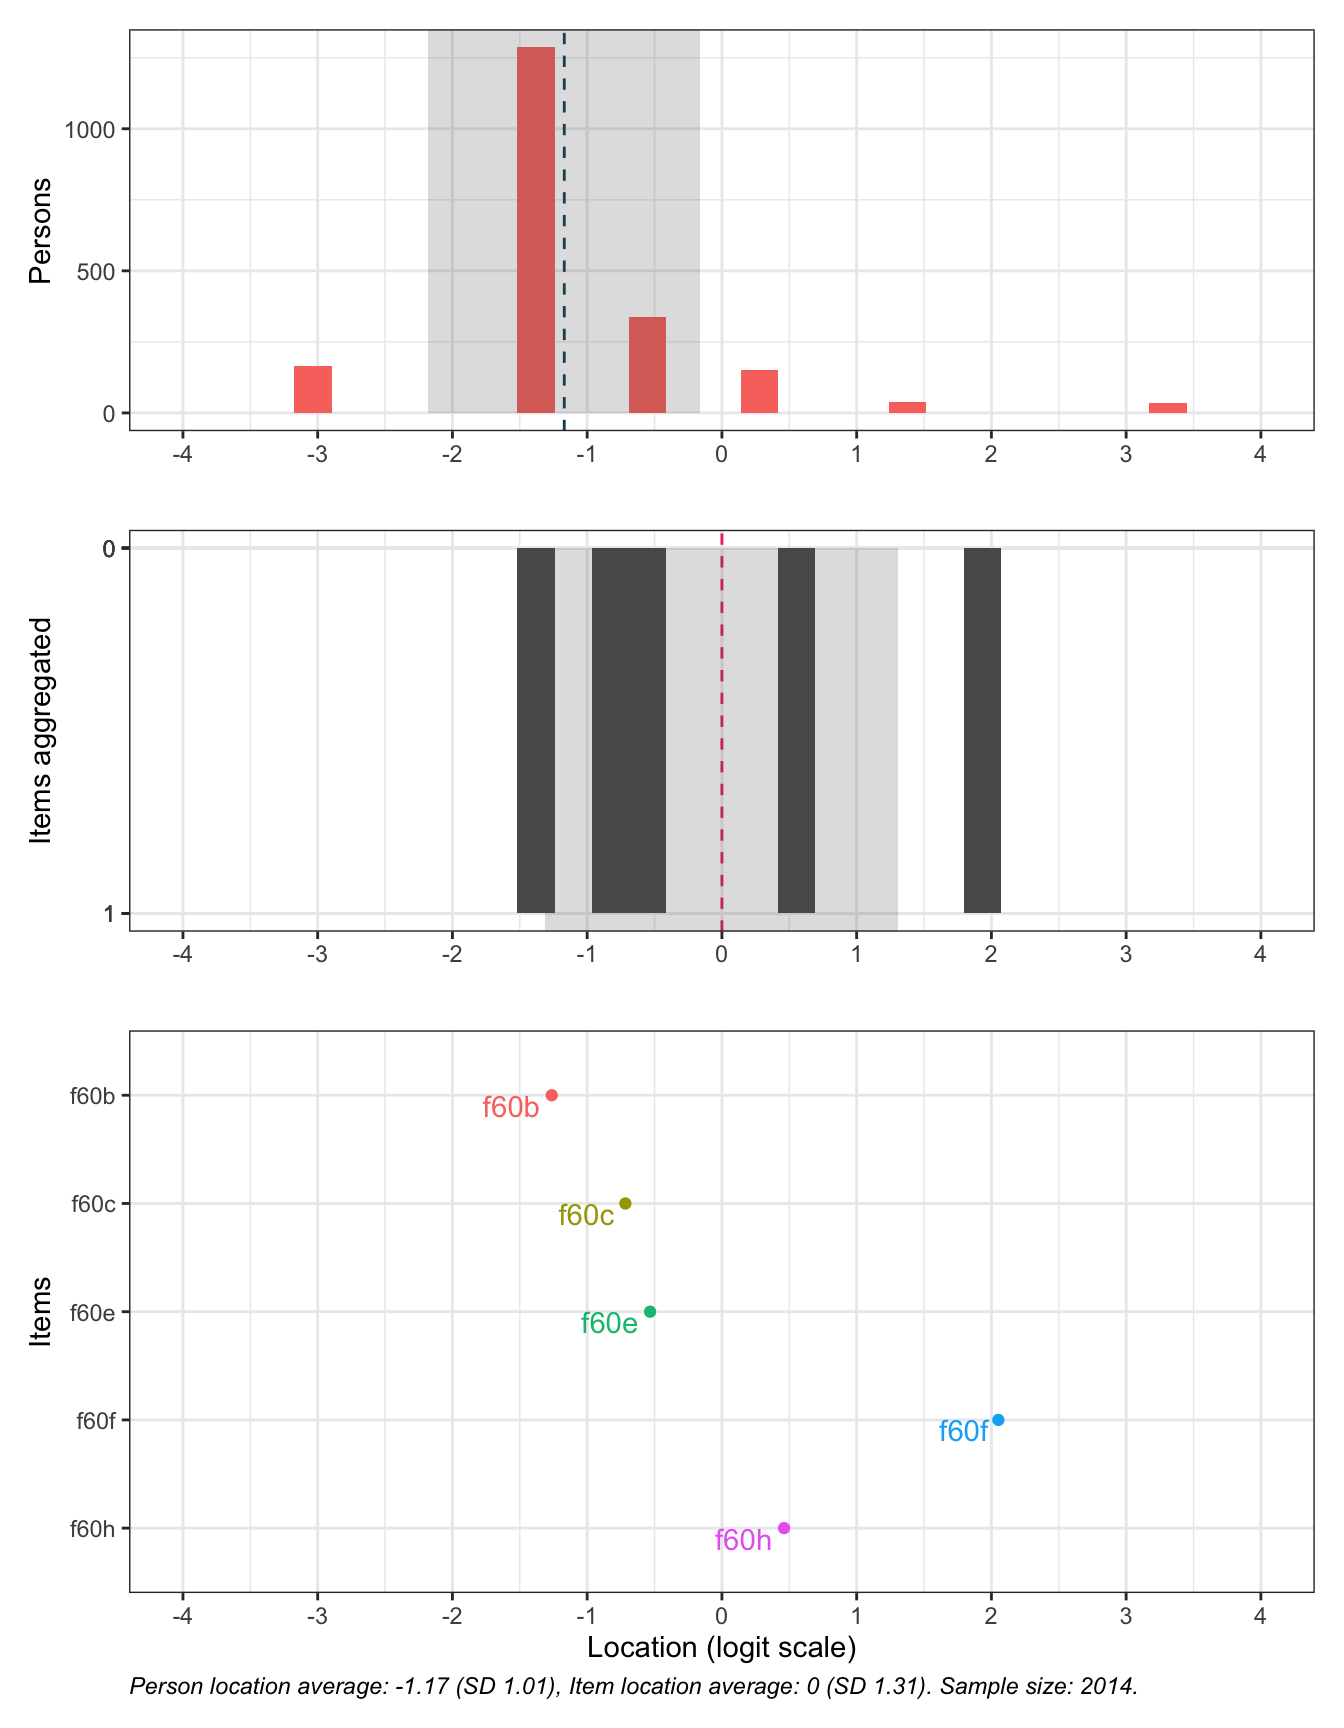 1000
500
0
Persons
-4 -3 -2 -1 0 1 2 3 4
0
1
Items aggregated
-4 -3 -2 -1 0 1 2 3 4
f60b
f60c
f60e
f60f
f60h
Items
f60b
f60c
f60e
f60f
f60h
-4 -3 -2 -1 0 1 2 3 4
Location (logit scale)
Person location average: -1.17 (SD 1.01), Item location average: 0 (SD 1.31). Sample size: 2014.